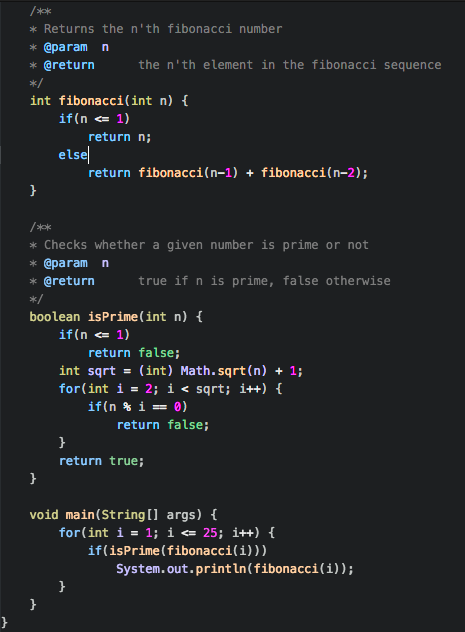 /**
* Returns the n'th fibonacci number
* @param n
* @return the n'th element in the fibonacci sequence
*/
int fibonacci(int n) {
if(n <= 1)
return n;
else
return fibonacci(n-1) + fibonacci(n-2);
}
/**
* Checks whether a given number is prime or not
* @param n
* @return true if n is prime, false otherwise
*/
boolean isPrime(int n) {
if(n <= 1)
return false;
int sqrt = (int) Math.sqrt(n) + 1;
for(int i = 2; i < sqrt; i++) {
if(n % i == 0)
return false;
}
return true;
}
void main(String[] args) {
for(int i = 1; i <= 25; i++) {
if(isPrime(fibonacci(i)))
System.out.println(fibonacci(i));
}
}
}